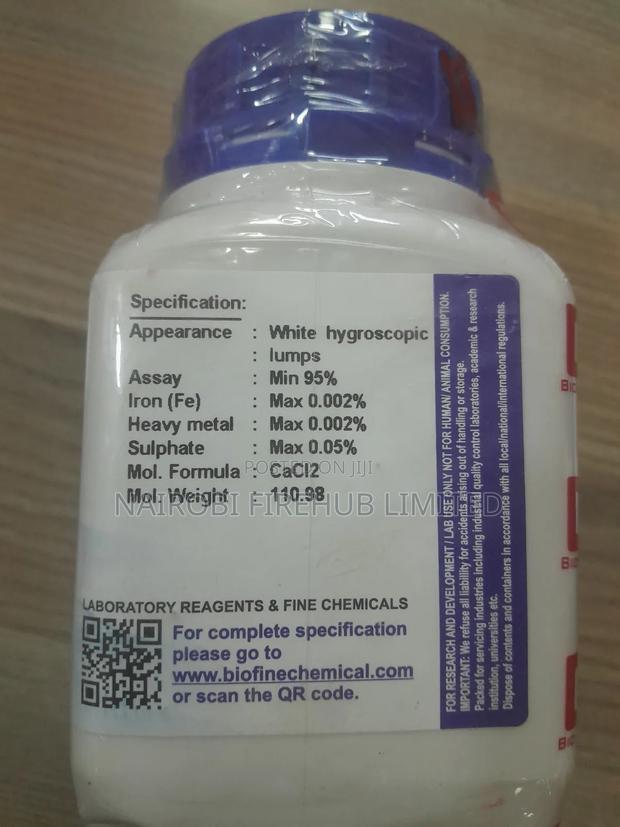 Specification:
Appearance : White hygroscopic
: lumps
Assay : Min 95%
Iron (Fe) : Max 0.002%
Heavy metal : Max 0.002%
Sulphate : Max 0.05%
Mol. Formula : CaCl2
Mol. Weight : 110.98
POSTED ON JIJI
NAIROBI FIREHUB LIMITED
LABORATORY REAGENTS & FINE CHEMICALS
For complete specification
please go to
www.biofinechemical.com
or scan the QR code.
FOR RESEARCH AND DEVELOPMENT / LAB USE ONLY NOT FOR HUMAN/ ANIMAL CONSUMPTION.
IMPORTANT: We refuse all liabillity for accidents arising out of handling or storage.
Packed for servicing industries including industrial quality control laboratories, academic & research
institution, universities etc.
Dispose of contents and containers in accordance with all local/national/international regulations.